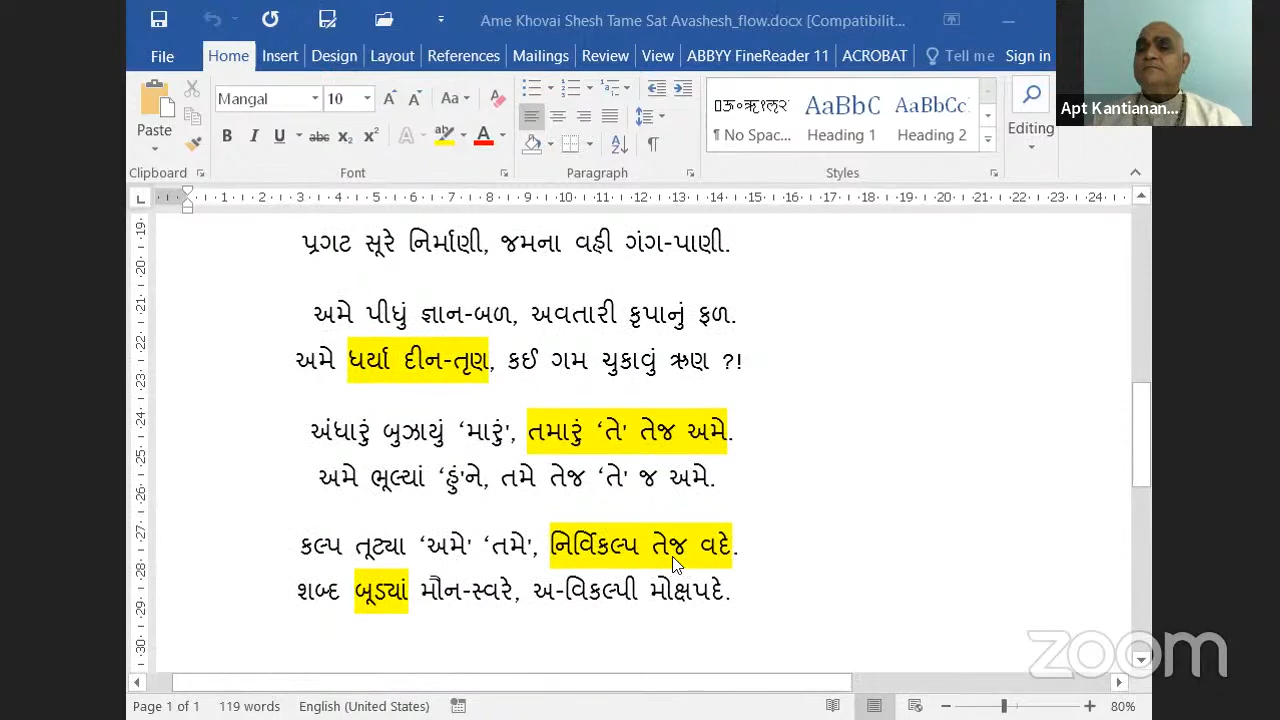 Ame Khovai Shesh Tame Sat Avashesh_flow.docx [Compatibilit...
File Home Insert Design Layout References Mailings Review View ABBYY FineReader 11 ACROBAT Tell me Sign in
Apt Kantianan...
Paste
Mangal 10
¶ No Spac... Heading 1 Heading 2
Editing
Clipboard Font Paragraph Styles
પ્રગટ સૂરે નિર્માણી, જમના વહી ગંગ-પાણી.
અમે પીધું જ્ઞાન-બળ, અવતારી કૃપાનું ફળ.
અમે ધર્યા દીન-તૃણ, કઈ ગમ ચુકાવું ઋણ ?!
અંધારું બુઝાયું ‘મારું', તમારું ‘તે' તેજ અમે.
અમે ભૂલ્યાં ‘હું'ને, તમે તેજ ‘તે' જ અમે.
કલ્પ તૂટ્યા ‘અમે' ‘તમે', નિર્વિકલ્પ તેજ વદે.
શબ્દ બૂડ્યાં મૌન-સ્વરે, અ-વિકલ્પી મોક્ષપદે.
zoom
Page 1 of 1 119 words English (United States) 80%